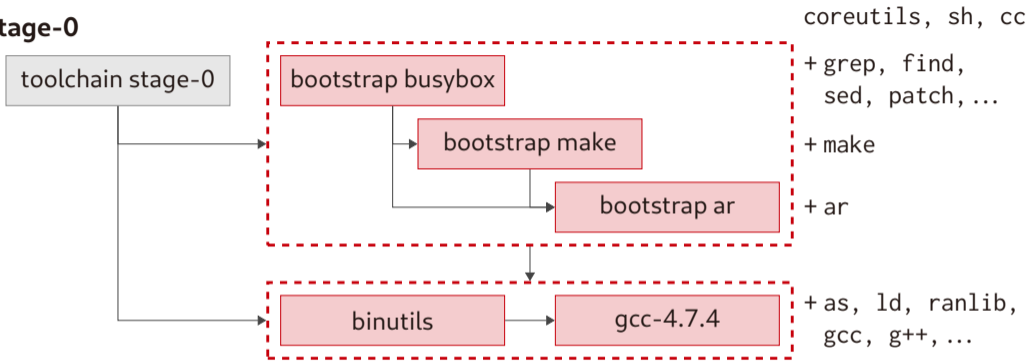 tage-0
coreutils, sh, cc
toolchain stage-0
bootstrap busybox
+ grep, find,
sed, patch, ...
bootstrap make
+ make
bootstrap ar
+ ar
binutils
gcc-4.7.4
+ as, ld, ranlib,
gcc, g++, ...